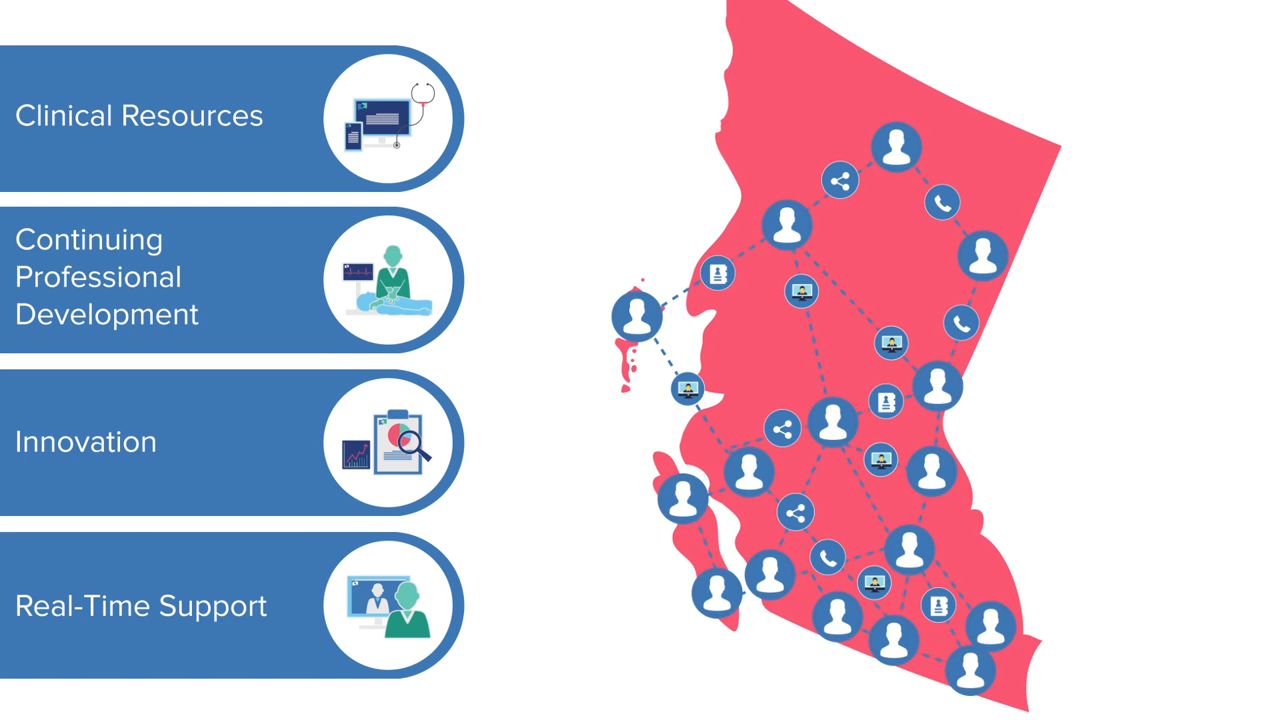 Clinical Resources
Continuing
Professional
Development
Innovation
Real-Time Support